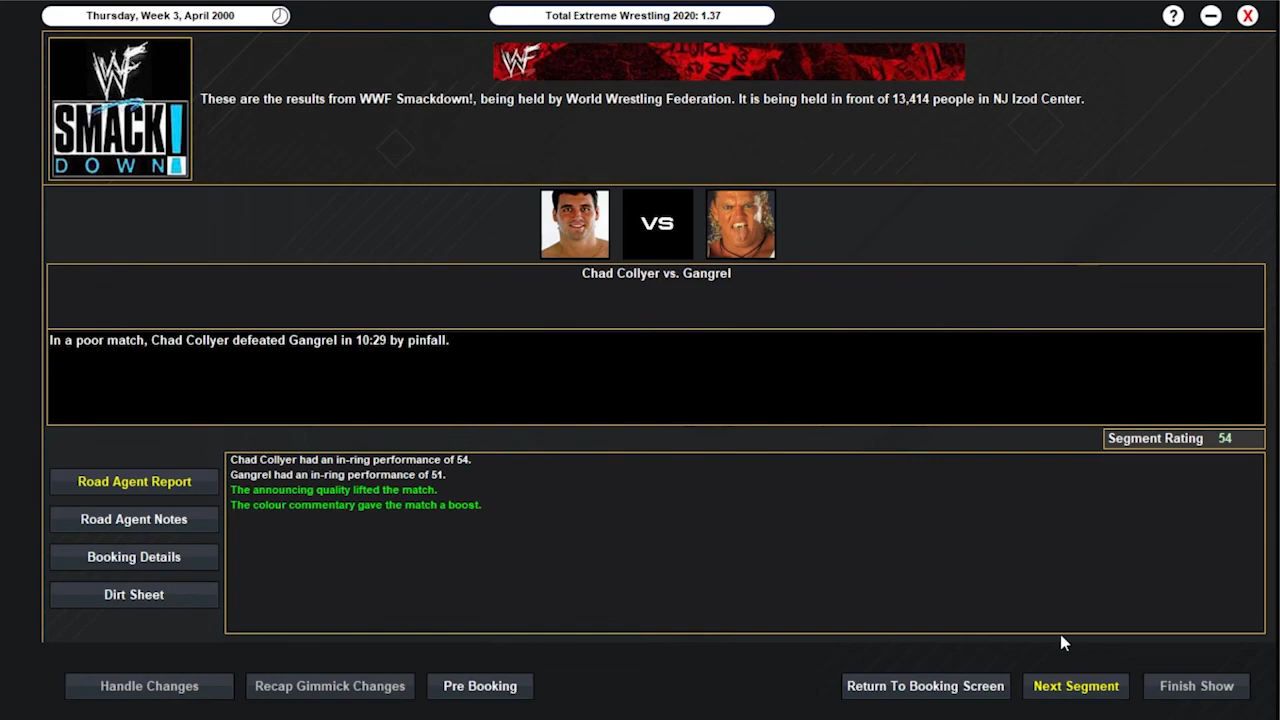 Thursday, Week 3, April 2000
Total Extreme Wrestling 2020: 1.37
?
X
WF
SMACK
DOWN!
WF
These are the results from WWF Smackdown!, being held by World Wrestling Federation. It is being held in front of 13,414 people in NJ Izod Center.
VS
Chad Collyer vs. Gangrel
In a poor match, Chad Collyer defeated Gangrel in 10:29 by pinfall.
Segment Rating 54
Road Agent Report
Road Agent Notes
Booking Details
Dirt Sheet
Chad Collyer had an in-ring performance of 54.
Gangrel had an in-ring performance of 51.
The announcing quality lifted the match.
The colour commentary gave the match a boost.
Handle Changes
Recap Gimmick Changes
Pre Booking
Return To Booking Screen
Next Segment
Finish Show